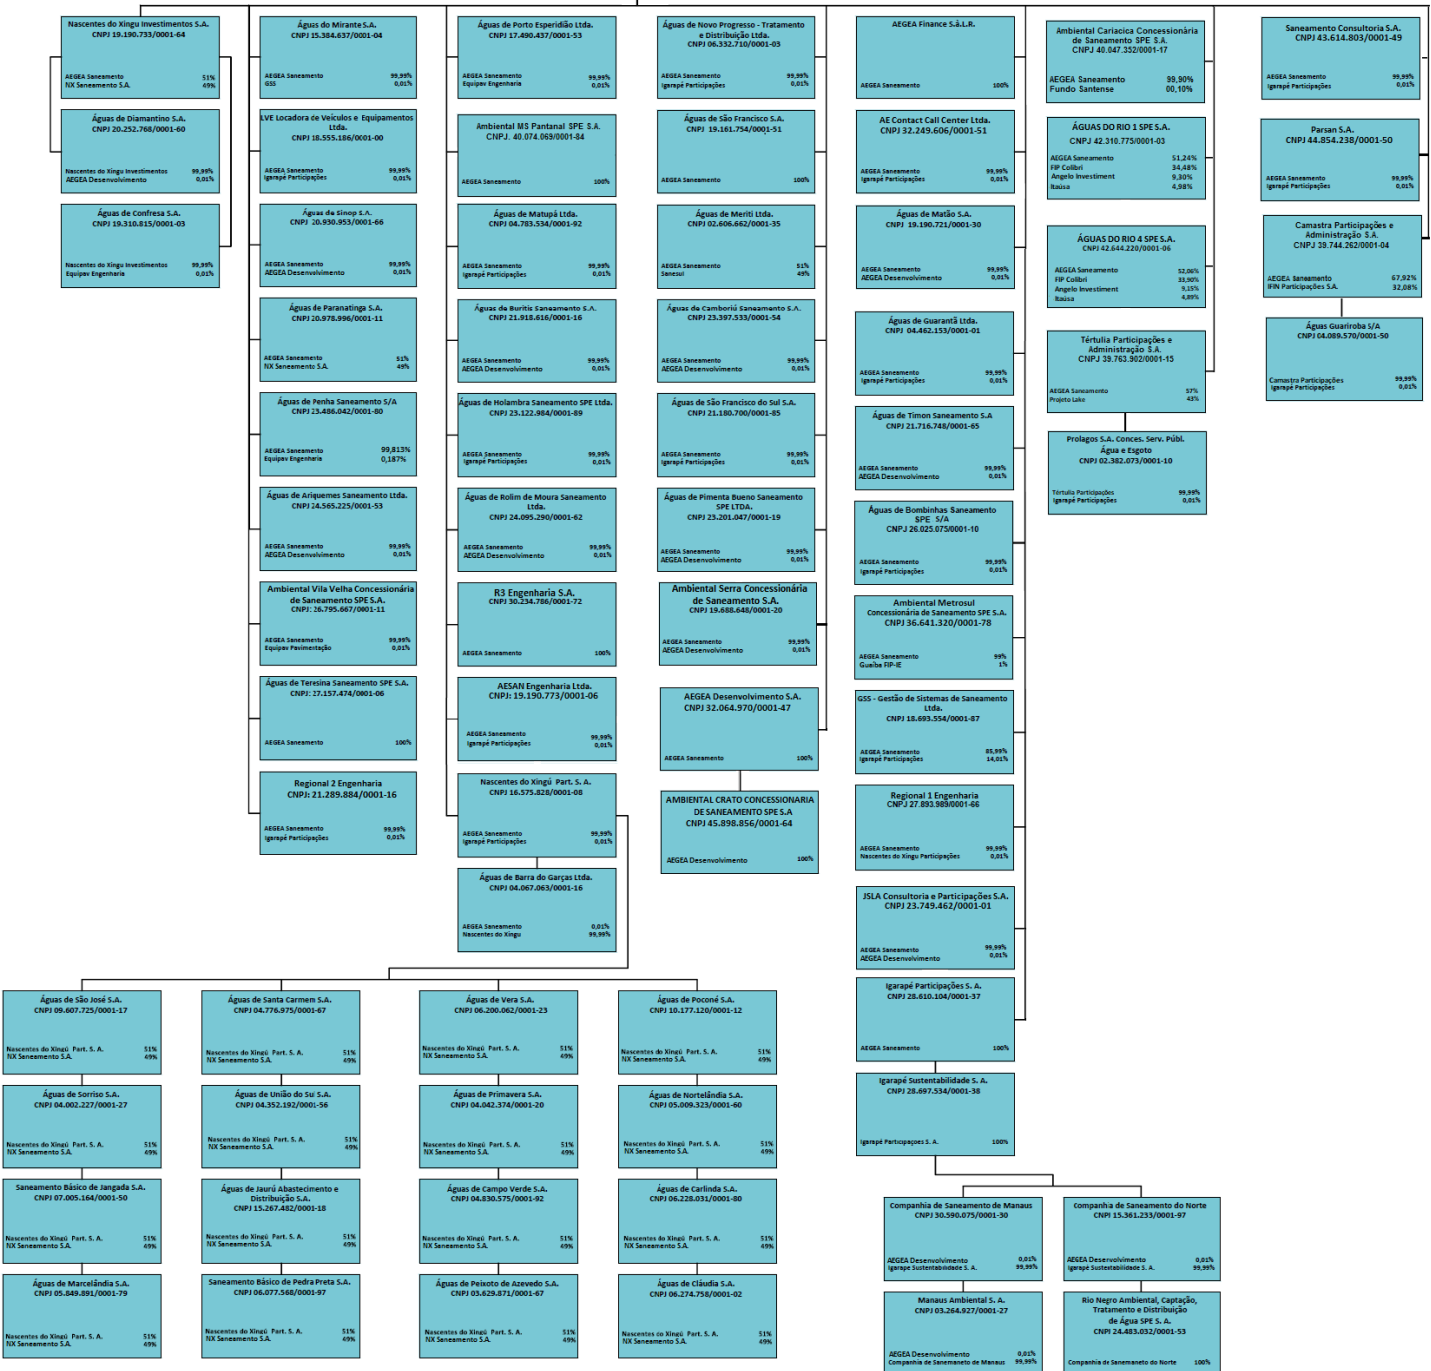 Nascentes do Xingu Investimentos S.A.
CNPJ 19.190.733/0001-64
AEGEA Saneamento 51%
NX Saneamento S.A. 49%
Águas de Diamantino S.A.
CNPJ 20.252.768/0001-60
Nascentes do Xingu Investimentos 99,99%
AEGEA Desenvolvimento 0,01%
Águas de Confresa S.A.
CNPJ 19.310.815/0001-03
Nascentes do Xingu Investimentos 99,99%
Equipav Engenharia 0,01%
Águas do Mirante S.A.
CNPJ 15.384.637/0001-04
AEGEA Saneamento 99,99%
GSS 0,01%
LVE Locadora de Veículos e Equipamentos
Ltda.
CNPJ 18.555.186/0001-00
AEGEA Saneamento 99,99%
Igarapé Participações 0,01%
Águas de Sinop S.A.
CNPJ 20.930.953/0001-66
AEGEA Saneamento 99,99%
AEGEA Desenvolvimento 0,01%
Águas de Paranatinga S.A.
CNPJ 20.978.996/0001-11
AEGEA Saneamento 51%
NX Saneamento S.A. 49%
Águas de Penha Saneamento S/A
CNPJ 23.486.042/0001-80
AEGEA Saneamento 99,813%
Equipav Engenharia 0,187%
Águas de Ariquemes Saneamento Ltda.
CNPJ 24.565.225/0001-53
AEGEA Saneamento 99,99%
AEGEA Desenvolvimento 0,01%
Ambiental Vila Velha Concessionária
de Saneamento SPE S.A.
CNPJ: 26.795.667/0001-11
AEGEA Saneamento 99,99%
Equipav Pavimentação 0,01%
Águas de Teresina Saneamento SPE S.A.
CNPJ: 27.157.474/0001-06
AEGEA Saneamento 100%
Regional 2 Engenharia
CNPJ: 21.289.884/0001-16
AEGEA Saneamento 99,99%
Igarapé Participações 0,01%
Águas de Porto Esperidião Ltda.
CNPJ 17.490.437/0001-53
AEGEA Saneamento 99,99%
Equipav Engenharia 0,01%
Ambiental MS Pantanal SPE S.A.
CNPJ. 40.074.069/0001-84
AEGEA Saneamento 100%
Águas de Matupá Ltda.
CNPJ 04.783.534/0001-92
AEGEA Saneamento 99,99%
Igarapé Participações 0,01%
Águas de Buritis Saneamento S.A.
CNPJ 21.918.616/0001-16
AEGEA Saneamento 99,99%
AEGEA Desenvolvimento 0,01%
Águas de Holambra Saneamento SPE Ltda.
CNPJ 23.122.984/0001-89
AEGEA Saneamento 99,99%
Igarapé Participações 0,01%
Águas de Rolim de Moura Saneamento
Ltda.
CNPJ 24.095.290/0001-62
AEGEA Saneamento 99,99%
AEGEA Desenvolvimento 0,01%
R3 Engenharia S.A.
CNPJ 30.234.786/0001-72
AEGEA Saneamento 100%
AESAN Engenharia Ltda.
CNPJ: 19.190.773/0001-06
AEGEA Saneamento 99,99%
Igarapé Participações 0,01%
Nascentes do Xingú Part. S. A.
CNPJ 16.575.828/0001-08
AEGEA Saneamento 99,99%
Igarapé Participações 0,01%
Águas de Barra do Garças Ltda.
CNPJ 04.067.063/0001-16
AEGEA Saneamento 0,01%
Nascentes do Xingu 99,99%
Águas de Novo Progresso - Tratamento
e Distribuição Ltda.
CNPJ 06.332.710/0001-03
AEGEA Saneamento 99,99%
Igarapé Participações 0,01%
Águas de São Francisco S.A.
CNPJ 19.161.754/0001-51
AEGEA Saneamento 100%
Águas de Meriti Ltda.
CNPJ 02.606.662/0001-35
AEGEA Saneamento 51%
Sanesul 49%
Águas de Camboriú Saneamento S.A.
CNPJ 23.397.533/0001-54
AEGEA Saneamento 99,99%
AEGEA Desenvolvimento 0,01%
Águas de São Francisco do Sul S.A.
CNPJ 21.180.700/0001-85
AEGEA Saneamento 99,99%
Igarapé Participações 0,01%
Águas de Pimenta Bueno Saneamento
SPE LTDA.
CNPJ 23.201.047/0001-19
AEGEA Saneamento 99,99%
AEGEA Desenvolvimento 0,01%
Ambiental Serra Concessionária
de Saneamento S.A.
CNPJ 19.688.648/0001-20
AEGEA Saneamento 99,99%
AEGEA Desenvolvimento 0,01%
AEGEA Desenvolvimento S.A.
CNPJ 32.064.970/0001-47
AEGEA Saneamento 100%
AMBIENTAL CRATO CONCESSIONARIA
DE SANEAMENTO SPE S.A
CNPJ 45.898.856/0001-64
AEGEA Desenvolvimento 100%
AEGEA Finance S.à.L.R.
AEGEA Saneamento 100%
AE Contact Call Center Ltda.
CNPJ 32.249.606/0001-51
AEGEA Saneamento 99,99%
Igarapé Participações 0,01%
Águas de Matão S.A.
CNPJ 19.190.721/0001-30
AEGEA Saneamento 99,99%
AEGEA Desenvolvimento 0,01%
Águas de Guarantã Ltda.
CNPJ 04.462.153/0001-01
AEGEA Saneamento 99,99%
Igarapé Participações 0,01%
Águas de Timon Saneamento S.A
CNPJ 21.716.748/0001-65
AEGEA Saneamento 99,99%
AEGEA Desenvolvimento 0,01%
Águas de Bombinhas Saneamento
SPE S/A
CNPJ 26.025.075/0001-10
AEGEA Saneamento 99,99%
Igarapé Participações 0,01%
Ambiental Metrosul
Concessionária de Saneamento SPE S.A.
CNPJ 36.641.320/0001-78
AEGEA Saneamento 99%
Guaíba FIP-IE 1%
GSS - Gestão de Sistemas de Saneamento
Ltda.
CNPJ 18.693.554/0001-87
AEGEA Saneamento 85,99%
Igarapé Participações 14,01%
Regional 1 Engenharia
CNPJ 27.893.989/0001-66
AEGEA Saneamento 99,99%
Nascentes do Xingu Participações 0,01%
JSLA Consultoria e Participações S.A.
CNPJ 23.749.462/0001-01
AEGEA Saneamento 99,99%
AEGEA Desenvolvimento 0,01%
Igarapé Participações S. A.
CNPJ 28.610.104/0001-37
AEGEA Saneamento 100%
Igarapé Sustentabilidade S. A.
CNPJ 28.697.534/0001-38
Igarapé Participações S. A. 100%
Companhia de Saneamento de Manaus
CNPJ 30.590.075/0001-30
AEGEA Desenvolvimento 0,01%
Igarapé Sustentabilidade S. A. 99,99%
Manaus Ambiental S. A.
CNPJ 03.264.927/0001-27
AEGEA Desenvolvimento 0,01%
Companhia de Sanemaneto de Manaus 99,99%
Companhia de Saneamento do Norte
CNPJ 15.361.233/0001-97
AEGEA Desenvolvimento 0,01%
Igarapé Sustentabilidade S. A. 99,99%
Rio Negro Ambiental, Captação,
Tratamento e Distribuição
de Água SPE S. A.
CNPJ 24.483.032/0001-53
Companhia de Sanemaneto do Norte 100%
Ambiental Cariacica Concessionária
de Saneamento SPE S.A.
CNPJ 40.047.352/0001-17
AEGEA Saneamento 99,90%
Fundo Santense 00,10%
ÁGUAS DO RIO 1 SPE S.A.
CNPJ 42.310.775/0001-03
AEGEA Saneamento 51,24%
FIP Colibri 34,48%
Angelo Investiment 9,30%
Itaúsa 4,98%
ÁGUAS DO RIO 4 SPE S.A.
CNPJ 42.644.220/0001-06
AEGEA Saneamento 52,06%
FIP Colibri 33,90%
Angelo Investiment 9,15%
Itaúsa 4,89%
Tértulia Participações e
Administração S.A.
CNPJ 39.763.902/0001-15
AEGEA Saneamento 57%
Projeto Lake 43%
Prolagos S.A. Conces. Serv. Públ.
Água e Esgoto
CNPJ 02.382.073/0001-10
Tértulia Participações 99,99%
Igarapé Participações 0,01%
Saneamento Consultoria S.A.
CNPJ 43.614.803/0001-49
AEGEA Saneamento 99,99%
Igarapé Participações 0,01%
Parsan S.A.
CNPJ 44.854.238/0001-50
AEGEA Saneamento 99,99%
Igarapé Participações 0,01%
Camastra Participações e
Administração S.A.
CNPJ 39.744.262/0001-04
AEGEA Saneamento 67,92%
IFIN Participações S.A. 32,08%
Águas Guariroba S/A
CNPJ 04.089.570/0001-50
Camastra Participações 99,99%
Igarapé Participações 0,01%
Águas de São José S.A.
CNPJ 09.607.725/0001-17
Nascentes do Xingú Part. S. A. 51%
NX Saneamento S.A. 49%
Águas de Sorriso S.A.
CNPJ 04.002.227/0001-27
Nascentes do Xingú Part. S. A. 51%
NX Saneamento S.A. 49%
Saneamento Básico de Jangada S.A.
CNPJ 07.005.164/0001-50
Nascentes do Xingú Part. S. A. 51%
NX Saneamento S.A. 49%
Águas de Marcelândia S.A.
CNPJ 05.849.891/0001-79
Nascentes do Xingú Part. S. A. 51%
NX Saneamento S.A. 49%
Águas de Santa Carmem S.A.
CNPJ 04.776.975/0001-67
Nascentes do Xingú Part. S. A. 51%
NX Saneamento S.A. 49%
Águas de União do Sul S.A.
CNPJ 04.352.192/0001-56
Nascentes do Xingú Part. S. A. 51%
NX Saneamento S.A. 49%
Águas de Jaurú Abastecimento e
Distribuição S.A.
CNPJ 15.267.482/0001-18
Nascentes do Xingú Part. S. A. 51%
NX Saneamento S.A. 49%
Saneamento Básico de Pedra Preta S.A.
CNPJ 06.077.568/0001-97
Nascentes do Xingú Part. S. A. 51%
NX Saneamento S.A. 49%
Águas de Vera S.A.
CNPJ 06.200.062/0001-23
Nascentes do Xingú Part. S. A. 51%
NX Saneamento S.A. 49%
Águas de Primavera S.A.
CNPJ 04.042.374/0001-20
Nascentes do Xingú Part. S. A. 51%
NX Saneamento S.A. 49%
Águas de Campo Verde S.A.
CNPJ 04.830.575/0001-92
Nascentes do Xingú Part. S. A. 51%
NX Saneamento S.A. 49%
Águas de Peixoto de Azevedo S.A.
CNPJ 03.629.871/0001-67
Nascentes do Xingú Part. S. A. 51%
NX Saneamento S.A. 49%
Águas de Poconé S.A.
CNPJ 10.177.120/0001-12
Nascentes do Xingú Part. S. A. 51%
NX Saneamento S.A. 49%
Águas de Nortelândia S.A.
CNPJ 05.009.323/0001-60
Nascentes do Xingú Part. S. A. 51%
NX Saneamento S.A. 49%
Águas de Carlinda S.A.
CNPJ 06.228.031/0001-80
Nascentes do Xingú Part. S. A. 51%
NX Saneamento S.A. 49%
Águas de Cláudia S.A.
CNPJ 06.274.758/0001-02
Nascentes do Xingú Part. S. A. 51%
NX Saneamento S.A. 49%